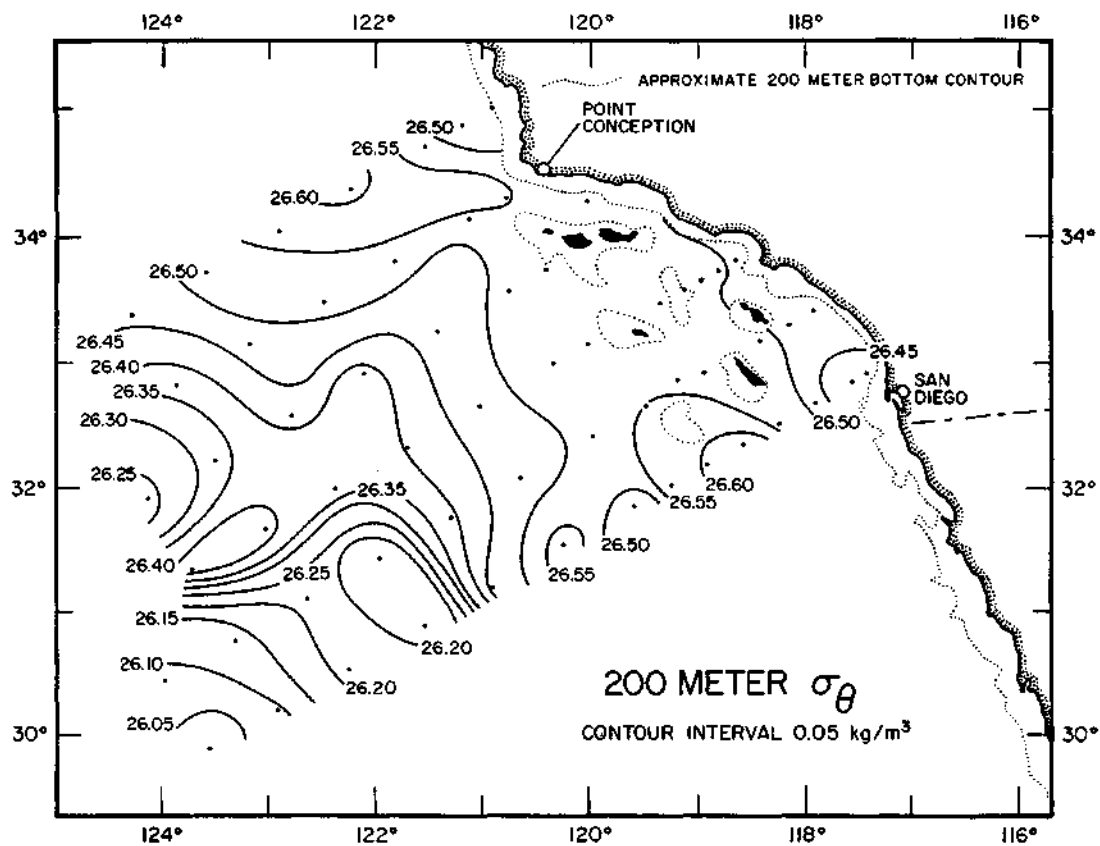 124° 122° 120° 118° 116°
APPROXIMATE 200 METER BOTTOM CONTOUR
POINT
CONCEPTION
26.50
26.55
26.60
34° 34°
26.50
26.45
26.45
26.40
SAN
DIEGO
26.35
26.30
26.50
26.25
26.35
26.60
32° 32°
26.55
26.50
26.40
26.25
26.55
26.15
26.20
26.10
26.20
200 METER σθ
26.05
30° 30°
CONTOUR INTERVAL 0.05 kg/m³
124° 122° 120° 118° 116°